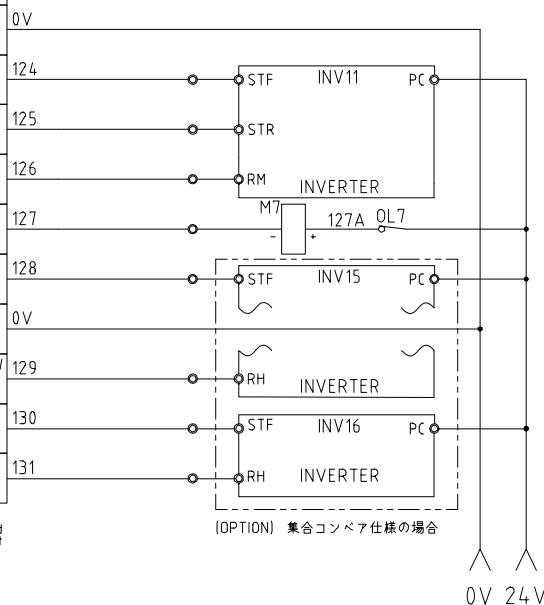 0V
124
STF INV11 PC
125
STR
126
RM
INVERTER
M7
127
127A OL7
- +
128
STF INV15 PC
0V
129
RH
INVERTER
130
STF INV16 PC
131
RH
INVERTER
(OPTION) 集合コンベア仕様の場合
0V 24V